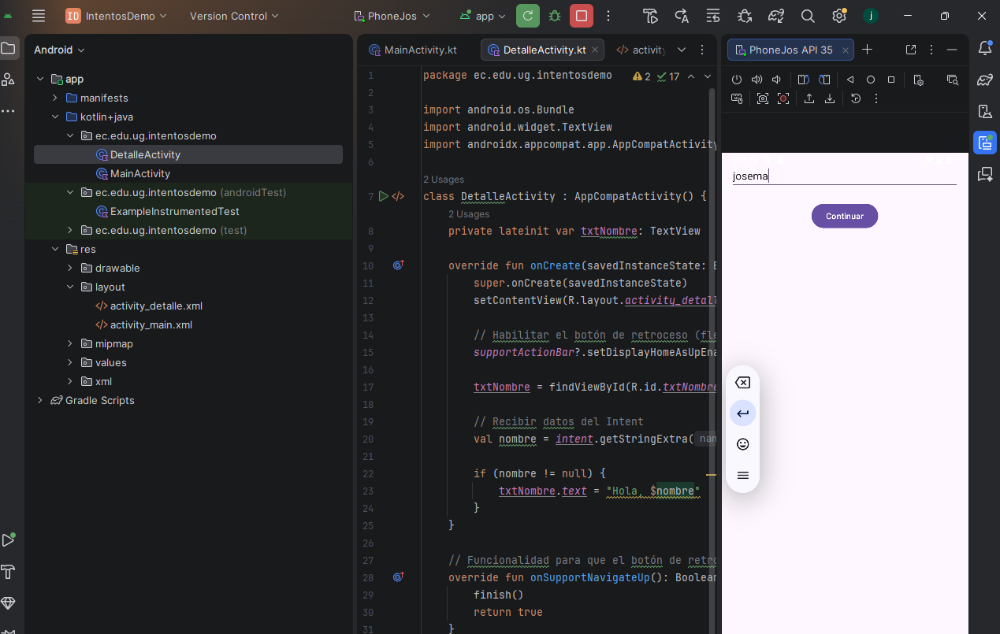 ID IntentosDemo Version Control PhoneJos app j
Android
app
manifests
kotlin+java
ec.edu.ug.intentosdemo
DetalleActivity
MainActivity
ec.edu.ug.intentosdemo (androidTest)
ExampleInstrumentedTest
ec.edu.ug.intentosdemo (test)
res
drawable
layout
activity_detalle.xml
activity_main.xml
mipmap
values
xml
Gradle Scripts
MainActivity.kt DetalleActivity.kt activity
2 17
1 package ec.edu.ug.intentosdemo
2
3 import android.os.Bundle
4 import android.widget.TextView
5 import androidx.appcompat.app.AppCompatActivity
6
2 Usages
7 class DetalleActivity : AppCompatActivity() {
2 Usages
8 private lateinit var txtNombre: TextView
9
10 override fun onCreate(savedInstanceState: B
11 super.onCreate(savedInstanceState)
12 setContentView(R.layout.activity_detall
13
14 // Habilitar el botón de retroceso (fle
15 supportActionBar?.setDisplayHomeAsUpEna
16
17 txtNombre = findViewById(R.id.txtNombre
18
19 // Recibir datos del Intent
20 val nombre = intent.getStringExtra( nam
21
22 if (nombre != null) {
23 txtNombre.text = "Hola, $nombre"
24 }
25 }
26
27 // Funcionalidad para que el botón de retro
28 override fun onSupportNavigateUp(): Boolean
29 finish()
30 return true
31 }
PhoneJos API 35
josema
Continuar